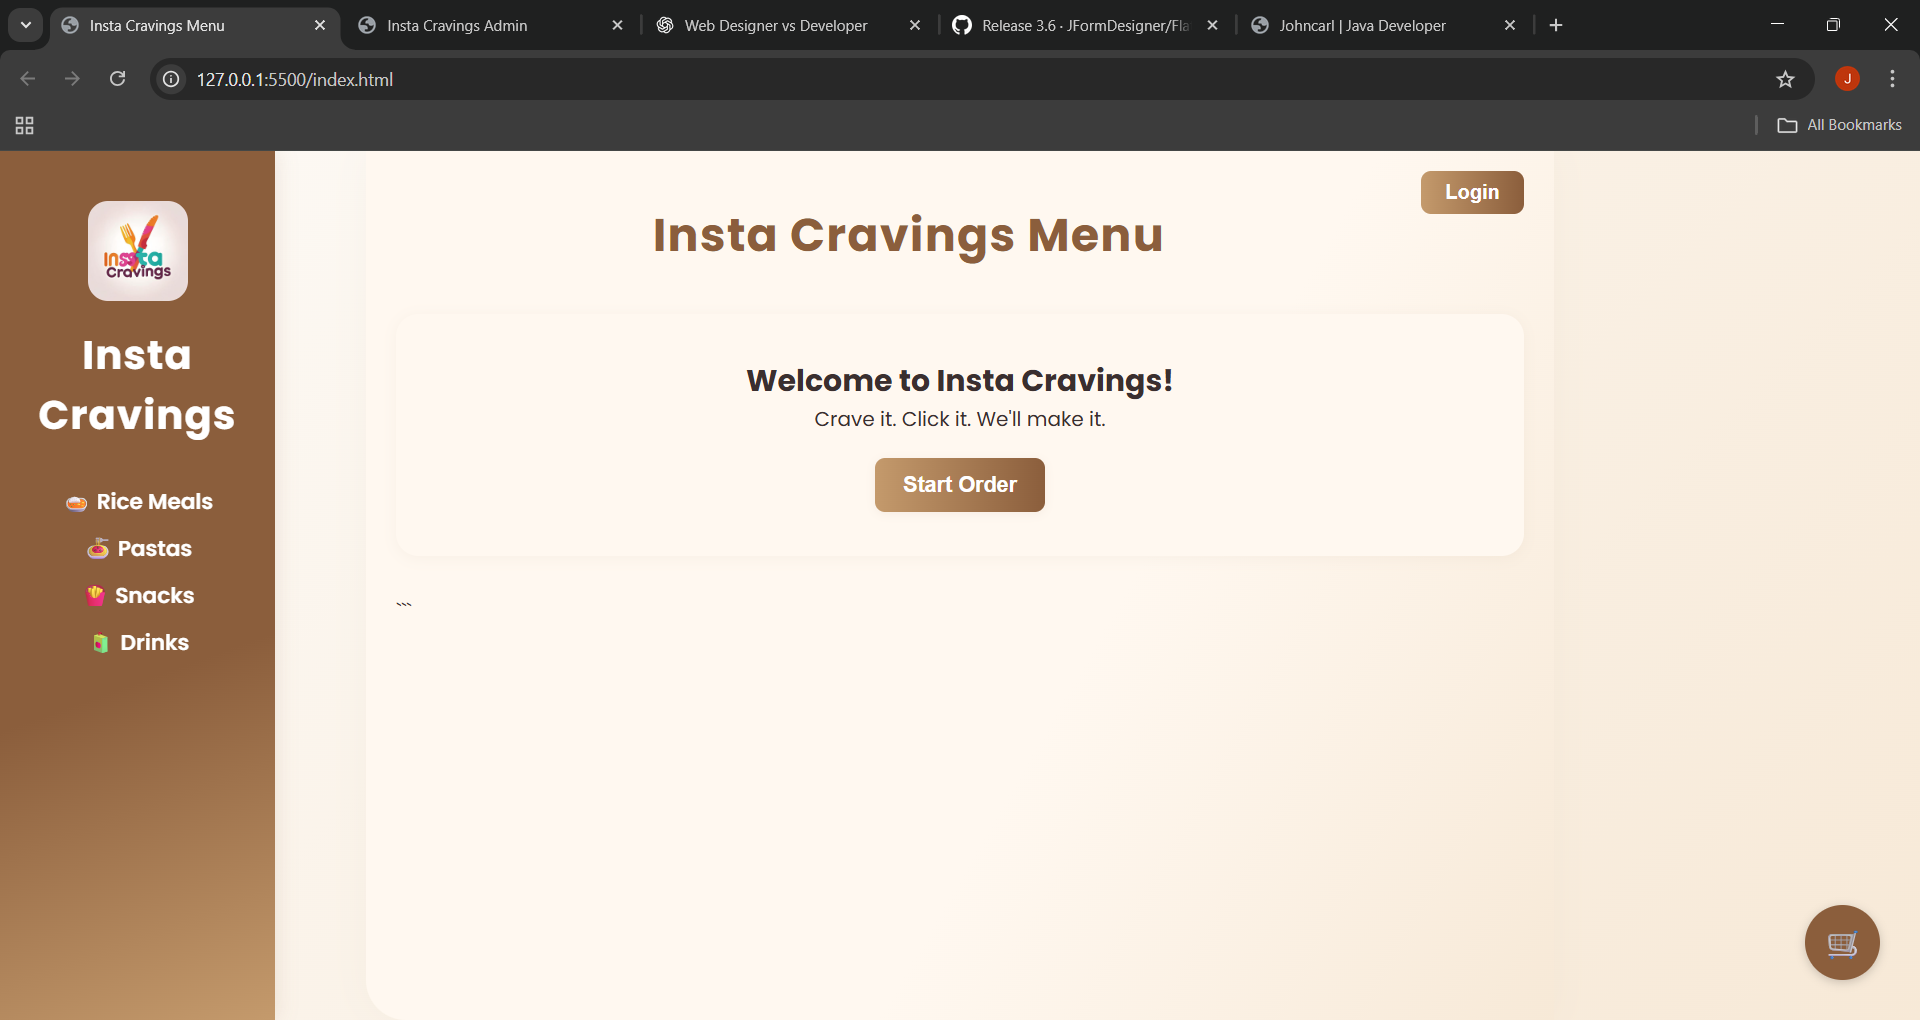 Insta Cravings Menu
Insta Cravings Admin
Web Designer vs Developer
Release 3.6 · JFormDesigner/Fla
Johncarl | Java Developer
127.0.0.1:5500/index.html
J
All Bookmarks
Insta
Cravings
Insta
Cravings
Rice Meals
Pastas
Snacks
Drinks
Login
Insta Cravings Menu
Welcome to Insta Cravings!
Crave it. Click it. We'll make it.
Start Order
```